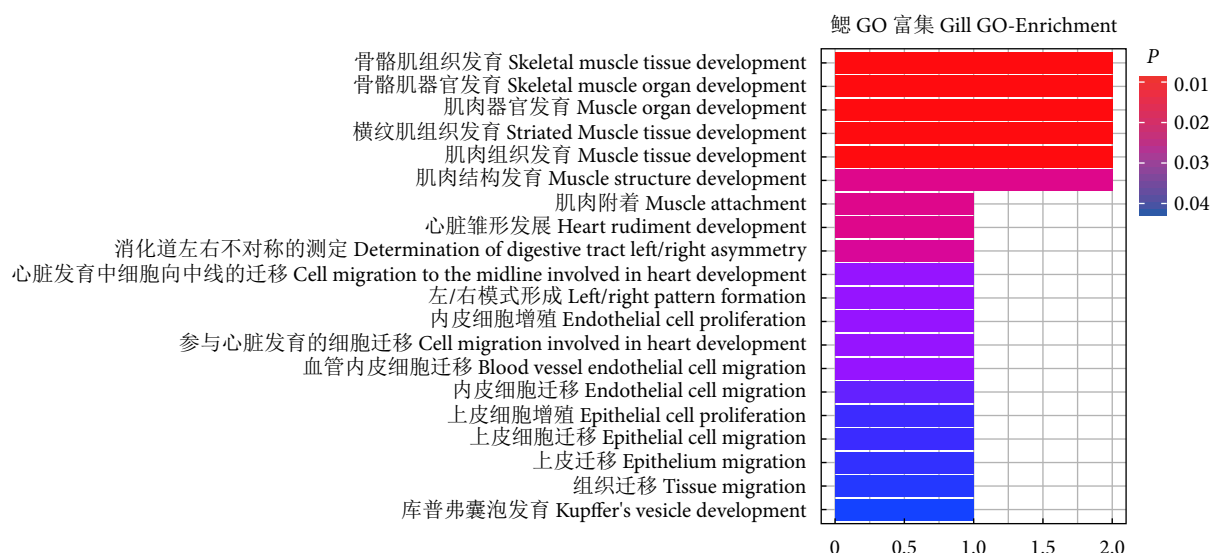 鳃 GO 富集 Gill GO-Enrichment
骨骼肌组织发育 Skeletal muscle tissue development
骨骼肌器官发育 Skeletal muscle organ development
肌肉器官发育 Muscle organ development
横纹肌组织发育 Striated Muscle tissue development
肌肉组织发育 Muscle tissue development
肌肉结构发育 Muscle structure development
肌肉附着 Muscle attachment
心脏雏形发展 Heart rudiment development
消化道左右不对称的测定 Determination of digestive tract left/right asymmetry
心脏发育中细胞向中线的迁移 Cell migration to the midline involved in heart development
左/右模式形成 Left/right pattern formation
内皮细胞增殖 Endothelial cell proliferation
参与心脏发育的细胞迁移 Cell migration involved in heart development
血管内皮细胞迁移 Blood vessel endothelial cell migration
内皮细胞迁移 Endothelial cell migration
上皮细胞增殖 Epithelial cell proliferation
上皮细胞迁移 Epithelial cell migration
上皮迁移 Epithelium migration
组织迁移 Tissue migration
库普弗囊泡发育 Kupffer's vesicle development
0 0.5 1.0 1.5 2.0
P
0.01
0.02
0.03
0.04